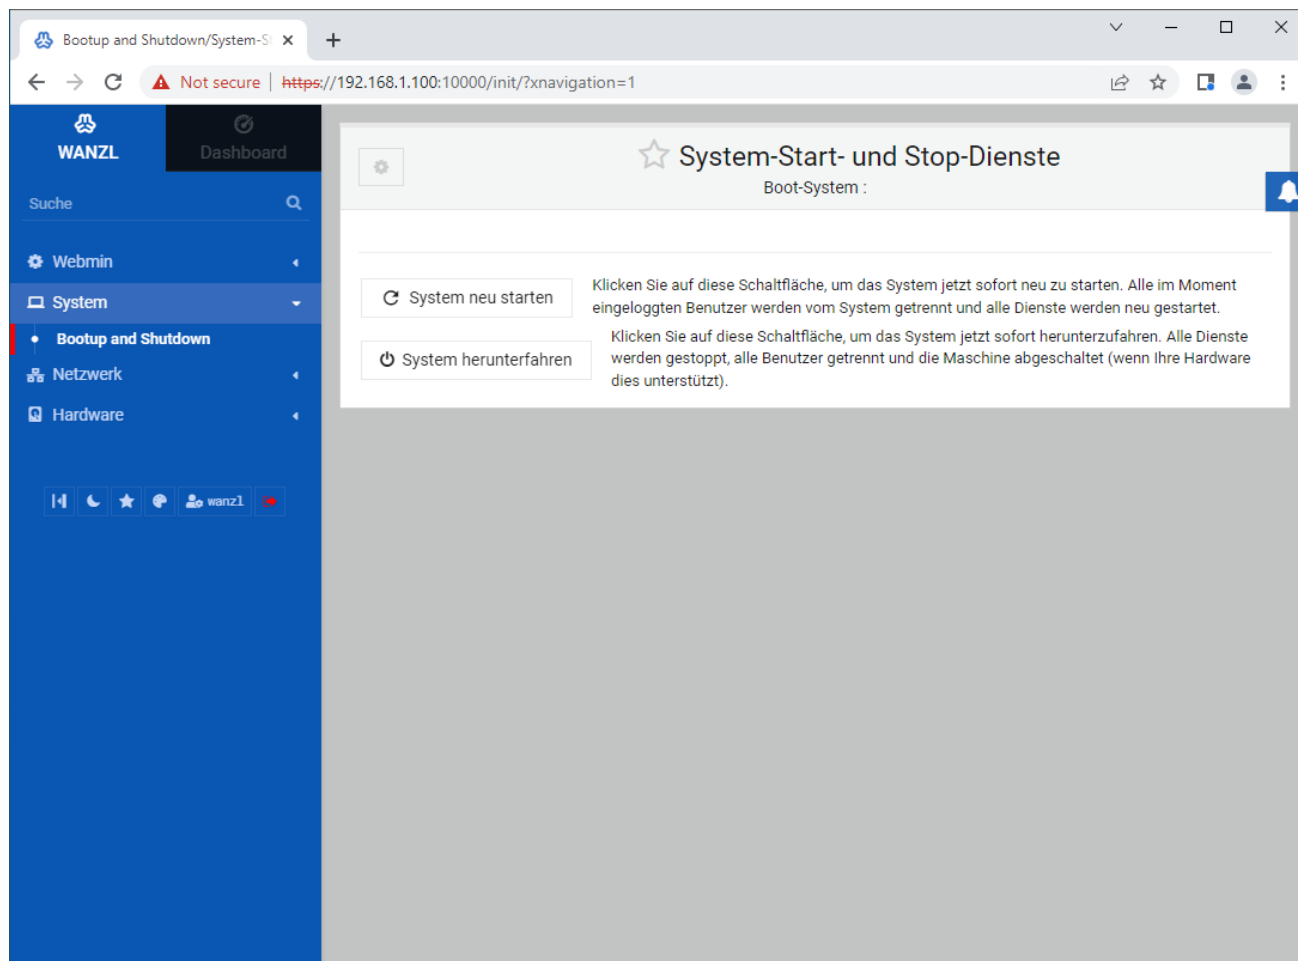 Bootup and Shutdown/System-S
Not secure | https://192.168.1.100:10000/init/?xnavigation=1
WANZL
Dashboard
Suche
Webmin
System
Bootup and Shutdown
Netzwerk
Hardware
wanzl
System-Start- und Stop-Dienste
Boot-System :
System neu starten
Klicken Sie auf diese Schaltfläche, um das System jetzt sofort neu zu starten. Alle im Moment
eingeloggten Benutzer werden vom System getrennt und alle Dienste werden neu gestartet.
System herunterfahren
Klicken Sie auf diese Schaltfläche, um das System jetzt sofort herunterzufahren. Alle Dienste
werden gestoppt, alle Benutzer getrennt und die Maschine abgeschaltet (wenn Ihre Hardware
dies unterstützt).